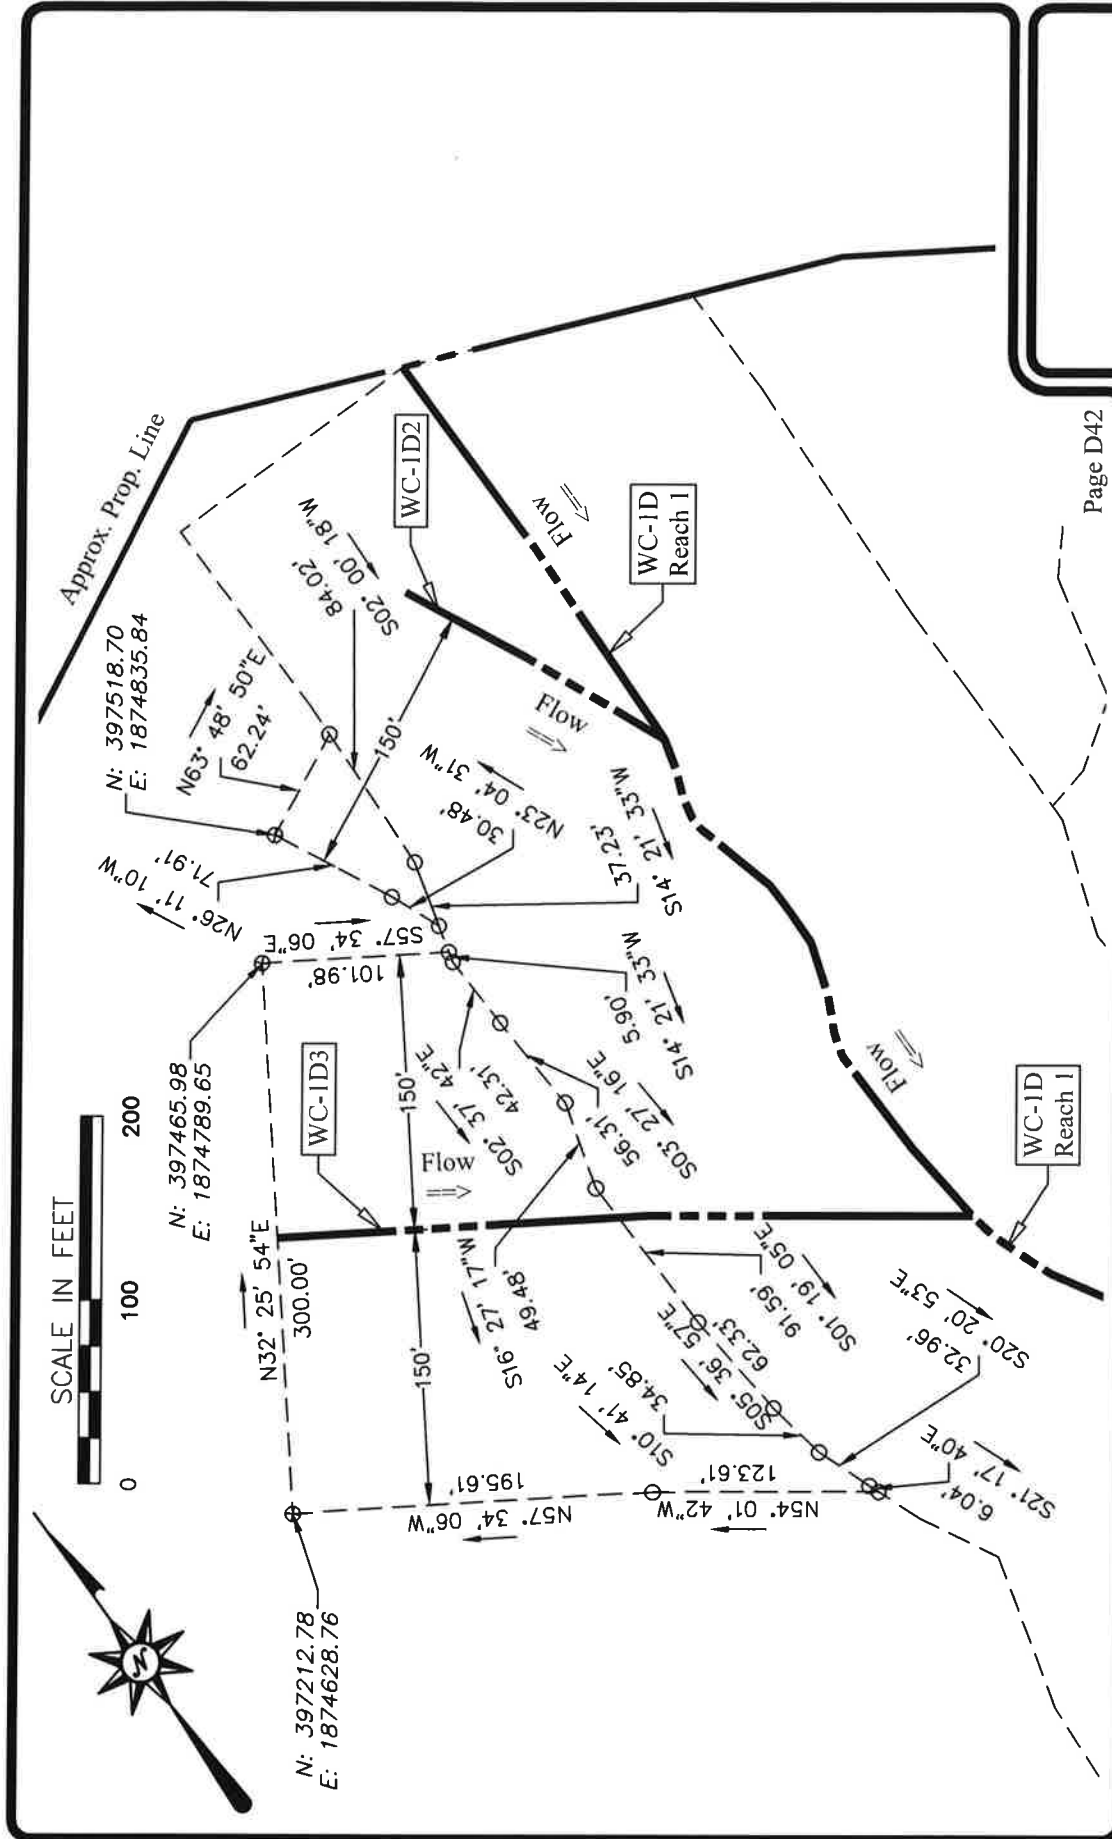 SCALE IN FEET
0
100
200
N
Approx. Prop. Line
N: 397518.70
E: 1874835.84
N: 397465.98
E: 1874789.65
N: 397212.78
E: 1874628.76
N63° 48' 50"E
62.24'
84.02'
S02° 00' 18"W
WC-1D2
150'
N26° 11' 10"W
71.91'
N23° 04' 31"W
30.48'
37.23'
S14° 21' 33"W
S57° 34' 06"E
101.98'
5.90'
S14° 21' 33"W
Flow
WC-1D
Reach 1
Flow
N32° 25' 54"E
300.00'
WC-1D3
150'
150'
Flow
S02° 37' 42"E
42.31'
56.31'
S03° 27' 16"E
S16° 27' 17"W
49.48'
91.59'
S01° 19' 05"E
S05° 36' 57"E
62.33'
S10° 41' 14"E
34.85'
32.96'
S20° 20' 53"E
6.04'
S21° 17' 40"E
N57° 34' 06"W
195.61'
N54° 01' 42"W
123.61'
Flow
WC-1D
Reach 1
Page D42